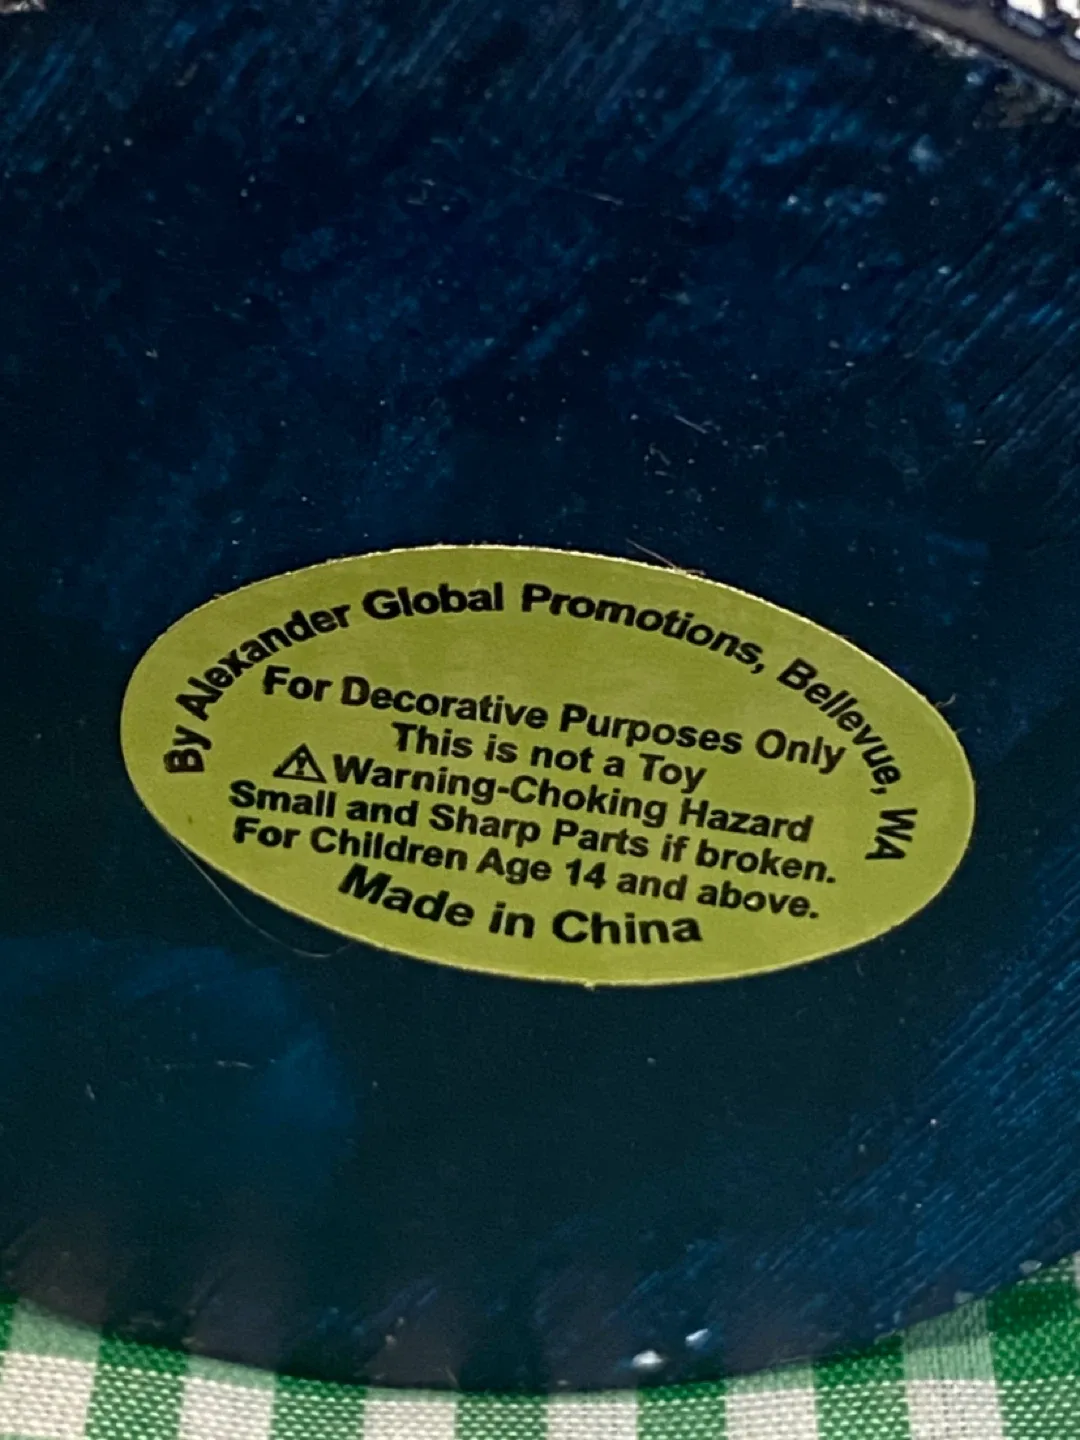 By Alexander Global Promotions, Bellevue, WA
For Decorative Purposes Only
This is not a Toy
Warning-Choking Hazard
Small and Sharp Parts if broken.
For Children Age 14 and above.
Made in China